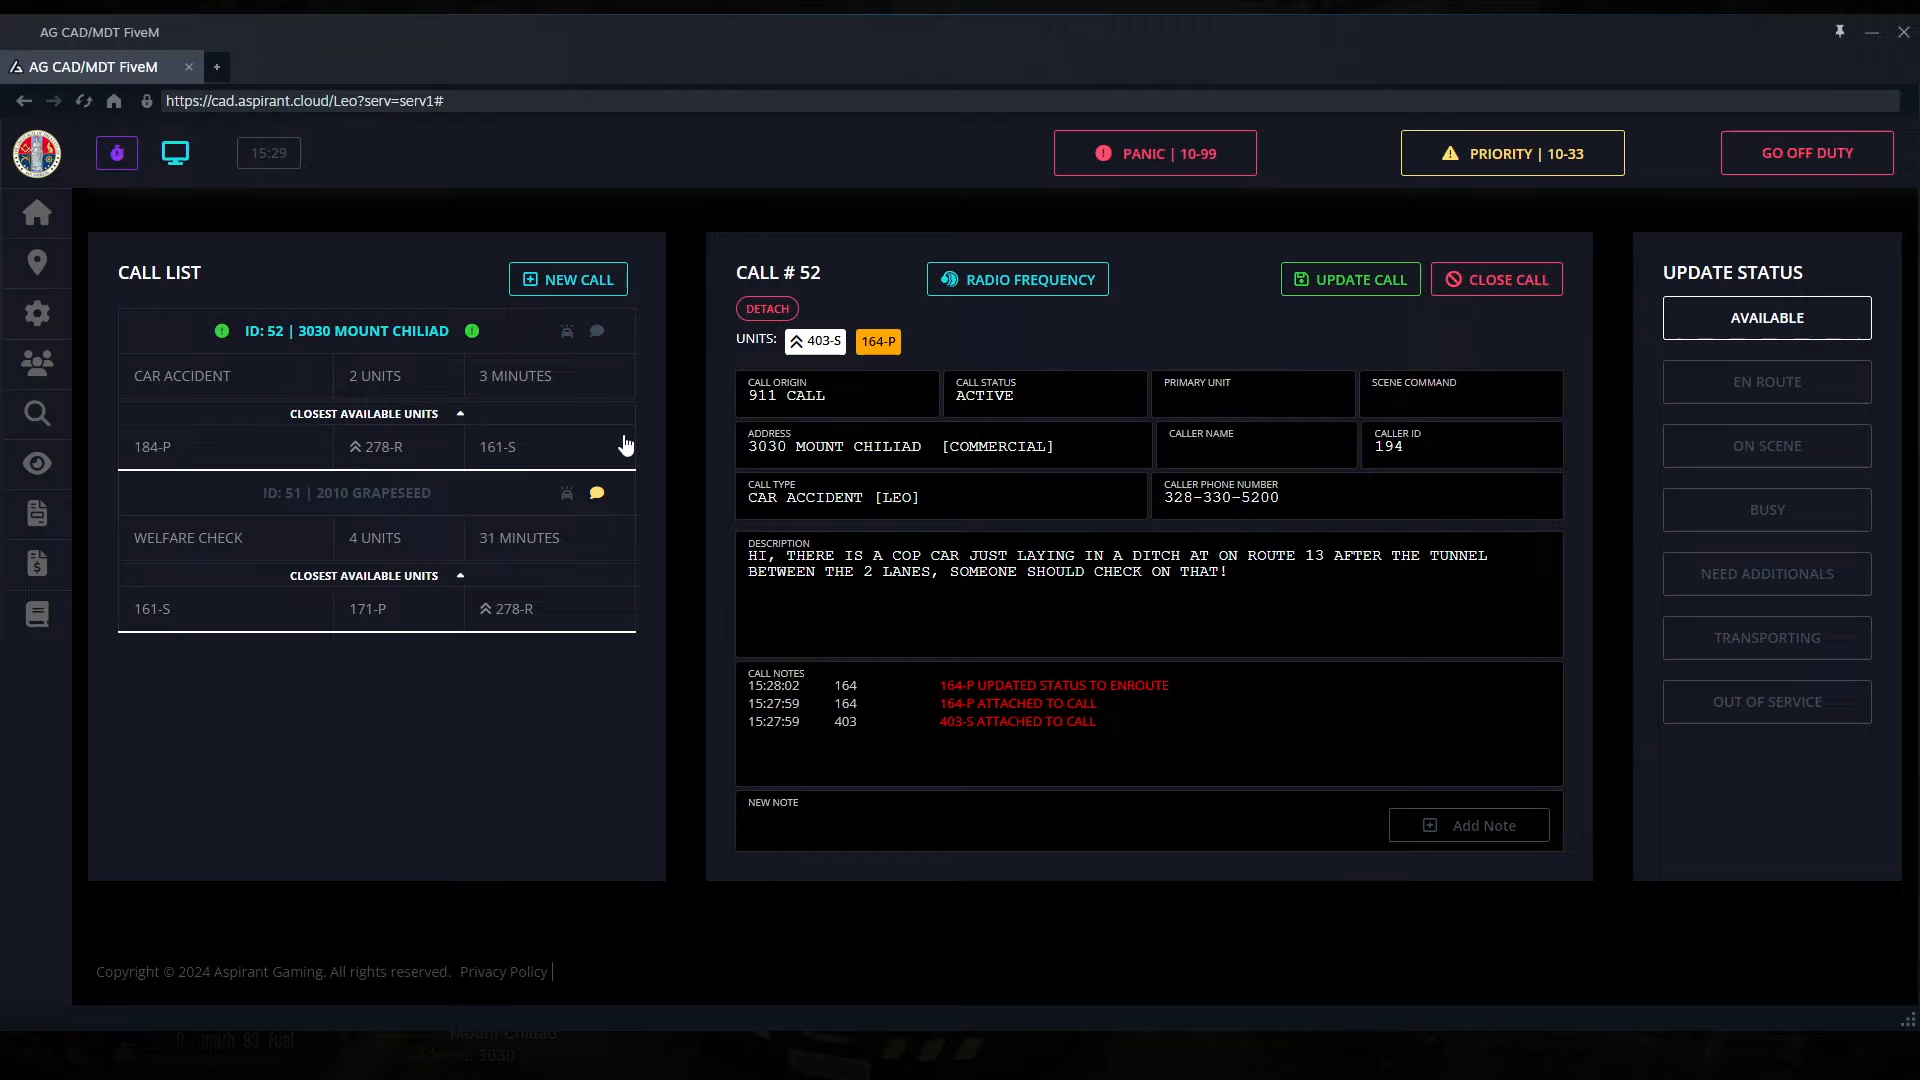 AG CAD/MDT FiveM
AG CAD/MDT FiveM
https://cad.aspirant.cloud/Leo?serv=serv1#
15:29
PANIC | 10-99
PRIORITY | 10-33
GO OFF DUTY
CALL LIST
NEW CALL
ID: 52 | 3030 MOUNT CHILIAD
CAR ACCIDENT
2 UNITS
3 MINUTES
CLOSEST AVAILABLE UNITS
184-P
278-R
161-S
ID: 51 | 2010 GRAPESEED
WELFARE CHECK
4 UNITS
31 MINUTES
CLOSEST AVAILABLE UNITS
161-S
171-P
278-R
CALL # 52
RADIO FREQUENCY
UPDATE CALL
CLOSE CALL
DETACH
UNITS:
403-S
164-P
CALL ORIGIN
911 CALL
CALL STATUS
ACTIVE
PRIMARY UNIT
SCENE COMMAND
ADDRESS
3030 MOUNT CHILIAD [COMMERCIAL]
CALLER NAME
CALLER ID
194
CALL TYPE
CAR ACCIDENT [LEO]
CALLER PHONE NUMBER
328-330-5200
DESCRIPTION
HI, THERE IS A COP CAR JUST LAYING IN A DITCH AT ON ROUTE 13 AFTER THE TUNNEL
BETWEEN THE 2 LANES, SOMEONE SHOULD CHECK ON THAT!
CALL NOTES
15:28:02 164 164-P UPDATED STATUS TO ENROUTE
15:27:59 164 164-P ATTACHED TO CALL
15:27:59 403 403-S ATTACHED TO CALL
NEW NOTE
Add Note
UPDATE STATUS
AVAILABLE
EN ROUTE
ON SCENE
BUSY
NEED ADDITIONALS
TRANSPORTING
OUT OF SERVICE
Copyright © 2024 Aspirant Gaming. All rights reserved. Privacy Policy |
3030